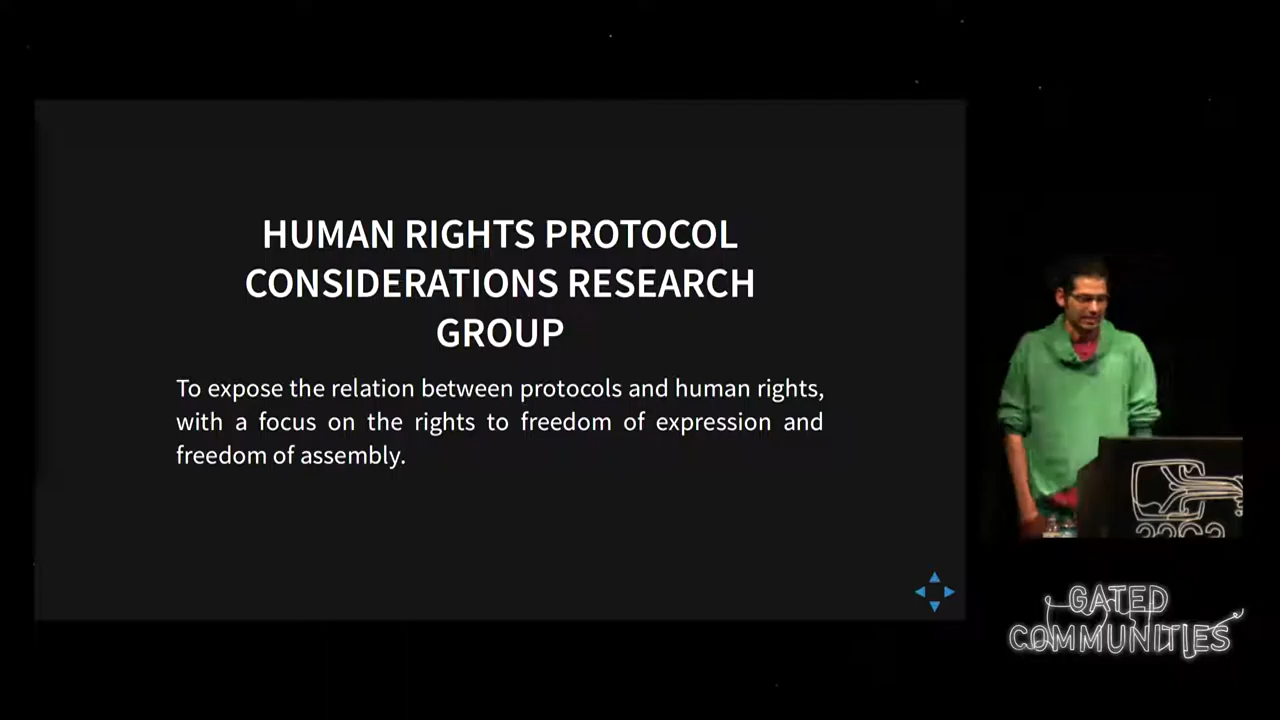 HUMAN RIGHTS PROTOCOL
CONSIDERATIONS RESEARCH
GROUP
To expose the relation between protocols and human rights,
with a focus on the rights to freedom of expression and
freedom of assembly.
32C3
GATED
COMMUNITIES